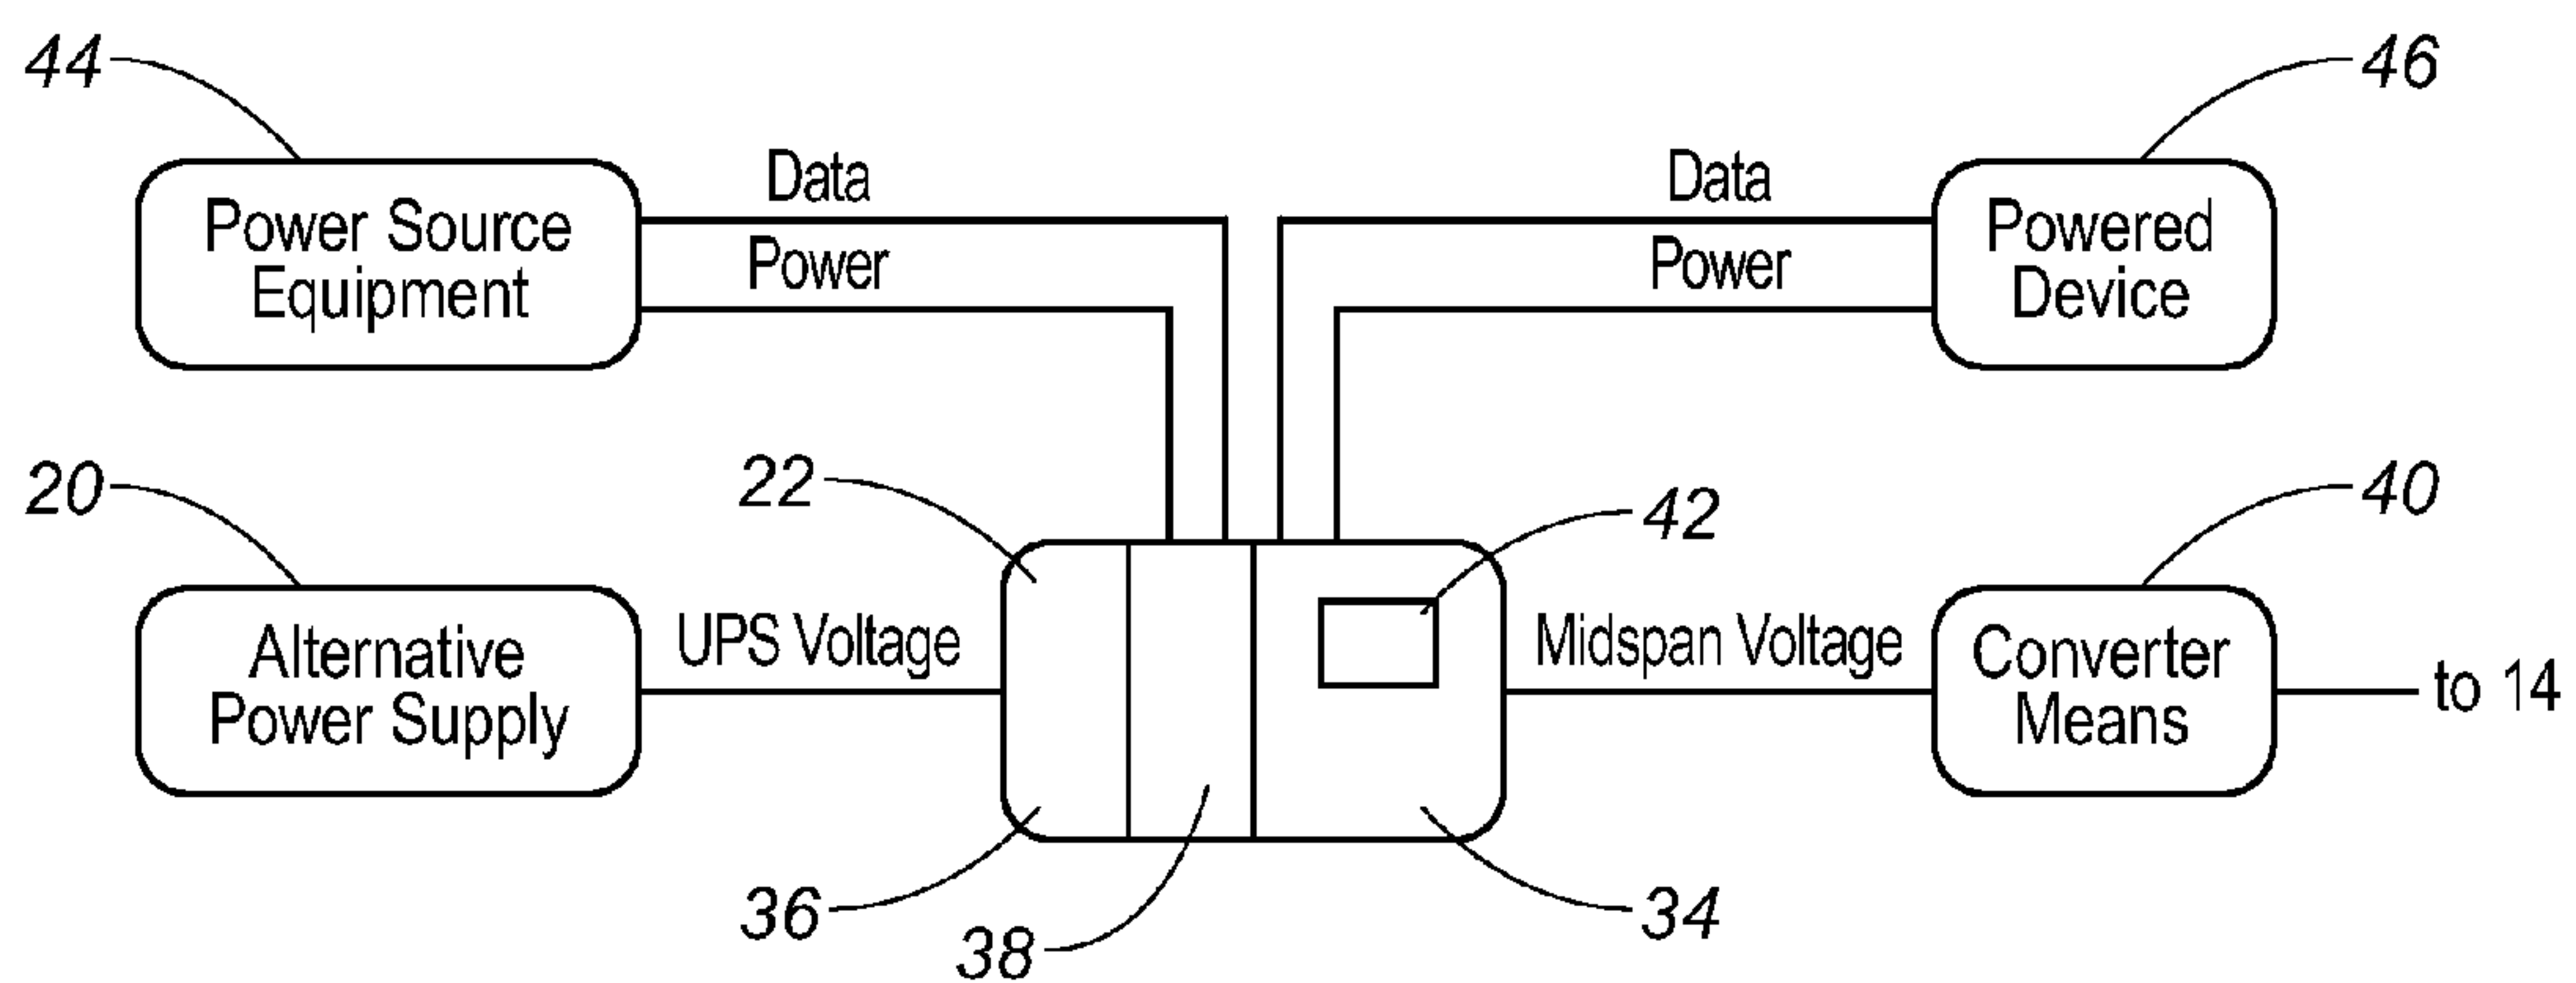 44
46
Data
Data
Power Source
Equipment
Power
Power
Powered
Device
20
22
42
40
Alternative
Power Supply
UPS Voltage
Midspan Voltage
Converter
Means
to 14
36
38
34